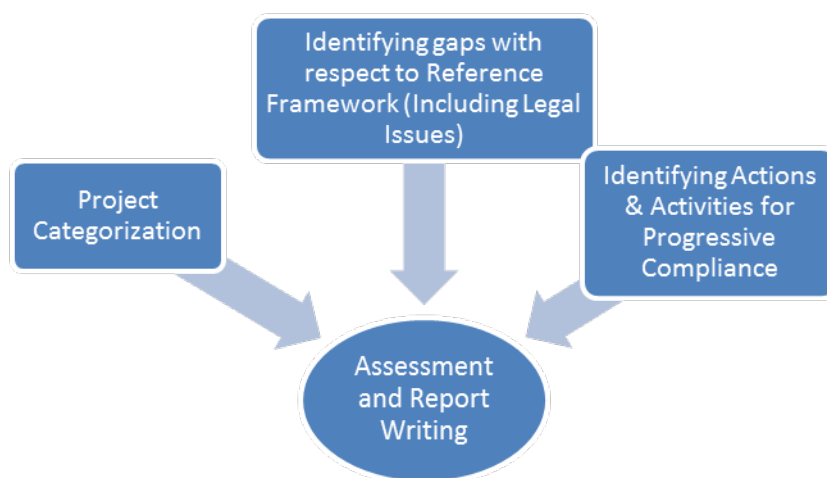 Identifying gaps with
respect to Reference
Framework (Including Legal
Issues)
Project
Categorization
Identifying Actions
& Activities for
Progressive
Compliance
Assessment
and Report
Writing